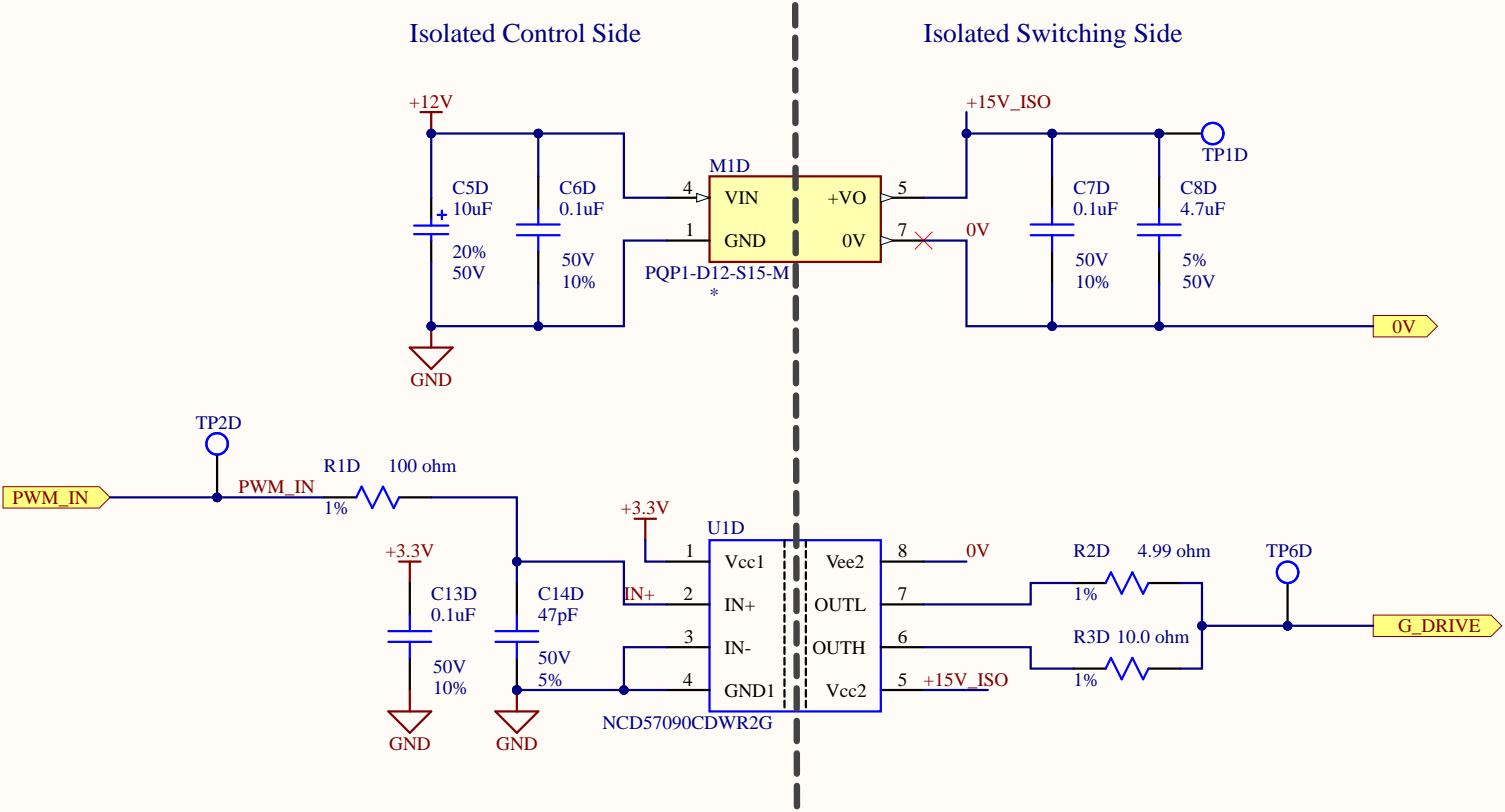 Isolated Control Side
Isolated Switching Side
+12V
+15V_ISO
TP1D
M1D
C5D
10uF
+
20%
50V
C6D
0.1uF
50V
10%
4
VIN
+VO
5
1
GND
0V
7
0V
PQP1-D12-S15-M
*
C7D
0.1uF
50V
10%
C8D
4.7uF
5%
50V
GND
0V
TP2D
PWM_IN
PWM_IN
R1D
100 ohm
1%
+3.3V
C13D
0.1uF
50V
10%
GND
C14D
47pF
50V
5%
GND
+3.3V
IN+
U1D
1
Vcc1
Vee2
8
0V
2
IN+
OUTL
7
3
IN-
OUTH
6
4
GND1
Vcc2
5
+15V_ISO
NCD57090CDWR2G
R2D
4.99 ohm
1%
R3D
10.0 ohm
1%
TP6D
G_DRIVE